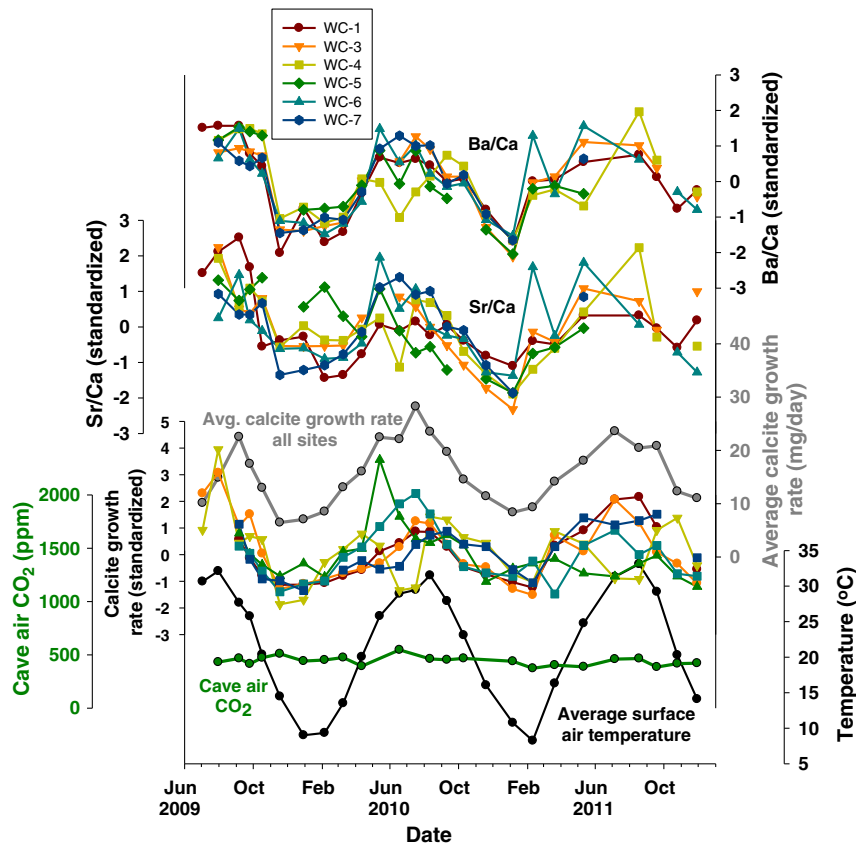 WC-1
WC-3
WC-4
WC-5
WC-6
WC-7
Ba/Ca
3
2
1
0
-1
-2
-3
Ba/Ca (standardized)
3
2
1
0
-1
-2
-3
Sr/Ca (standardized)
Sr/Ca
Avg. calcite growth rate
all sites
40
30
20
10
0
Average calcite growth
rate (mg/day)
5
4
3
2
1
0
-1
-2
-3
Calcite growth
rate (standardized)
2000
1500
1000
500
0
Cave air CO2 (ppm)
Cave air
CO2
Average surface
air temperature
35
30
25
20
15
10
5
Temperature (ºC)
Jun
2009
Oct
Feb
Jun
2010
Oct
Feb
Jun
2011
Oct
Date